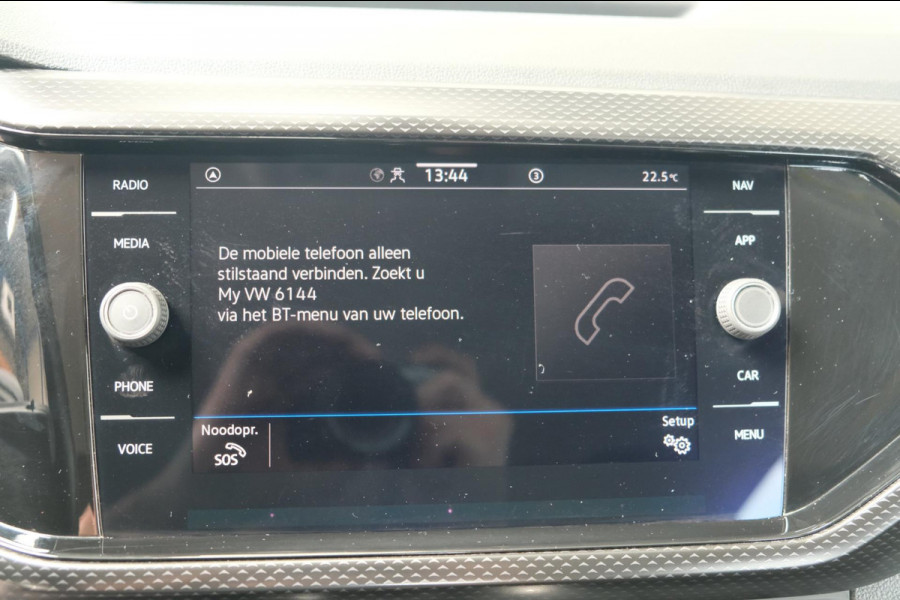 RADIO
MEDIA
PHONE
VOICE
13:44
3
22.5°C
De mobiele telefoon alleen
stilstaand verbinden. Zoekt u
My VW 6144
via het BT-menu van uw telefoon.
Noodopr.
SOS
Setup
NAV
APP
CAR
MENU